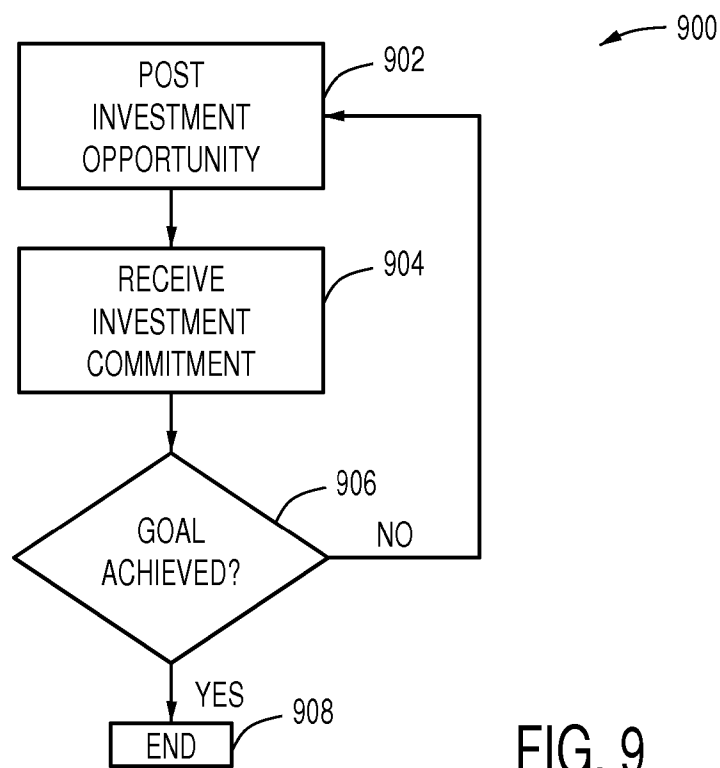 900
POST
INVESTMENT
OPPORTUNITY
902
RECEIVE
INVESTMENT
COMMITMENT
904
GOAL
ACHIEVED?
906
NO
YES
END
908
FIG. 9